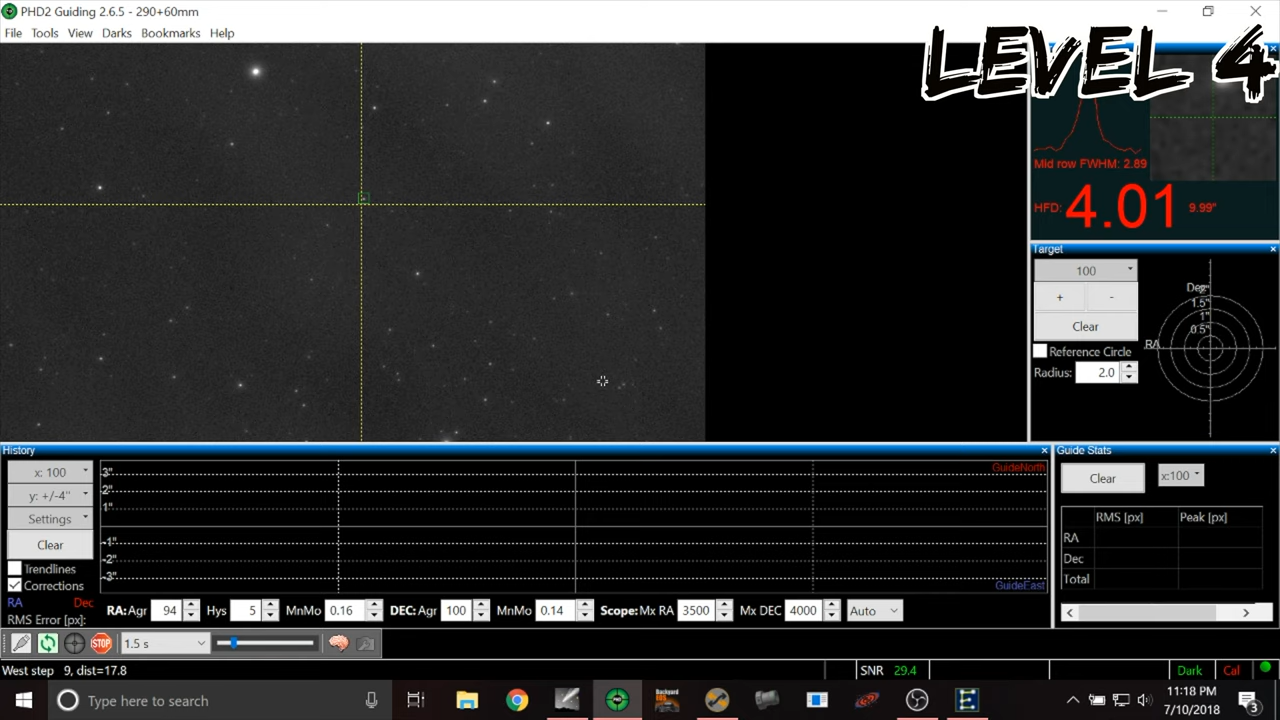 PHD2 Guiding 2.6.5 - 290+60mm
File Tools View Darks Bookmarks Help
LEVEL 4
Mid row FWHM: 2.89
HFD: 4.01 9.99"
Target
100
+ -
Clear
Reference Circle
Radius: 2.0
Dec
2"
1.5"
1"
0.5"
RA
History
x: 100
y: +/-4"
Settings
Clear
Trendlines
Corrections
RA Dec
RMS Error [px]:
GuideNorth
3"
2"
1"
-1"
-2"
-3"
GuideEast
RA: Agr 94 Hys 5 MnMo 0.16 DEC: Agr 100 MnMo 0.14 Scope: Mx RA 3500 Mx DEC 4000 Auto
Guide Stats
Clear x:100
RMS [px] Peak [px]
RA
Dec
Total
STOP 1.5 s
West step 9, dist=17.8 SNR 29.4 Dark Cal
Type here to search
Backyard
EOS
11:18 PM
7/10/2018
3